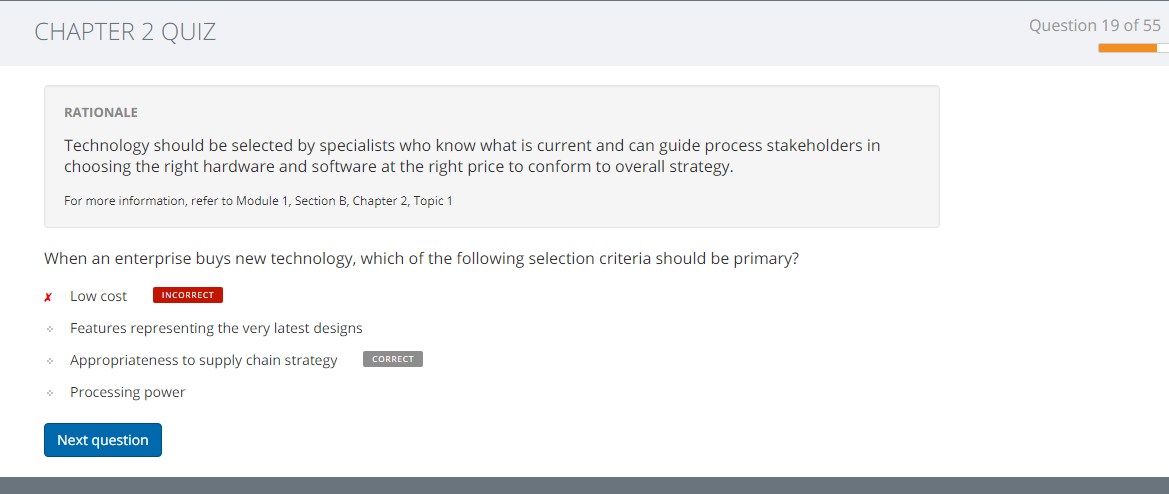 CHAPTER 2 QUIZ
Question 19 of 55
RATIONALE
Technology should be selected by specialists who know what is current and can guide process stakeholders in
choosing the right hardware and software at the right price to conform to overall strategy.
For more information, refer to Module 1, Section B, Chapter 2, Topic 1
When an enterprise buys new technology, which of the following selection criteria should be primary?
✗ Low cost INCORRECT
Features representing the very latest designs
Appropriateness to supply chain strategy CORRECT
Processing power
Next question